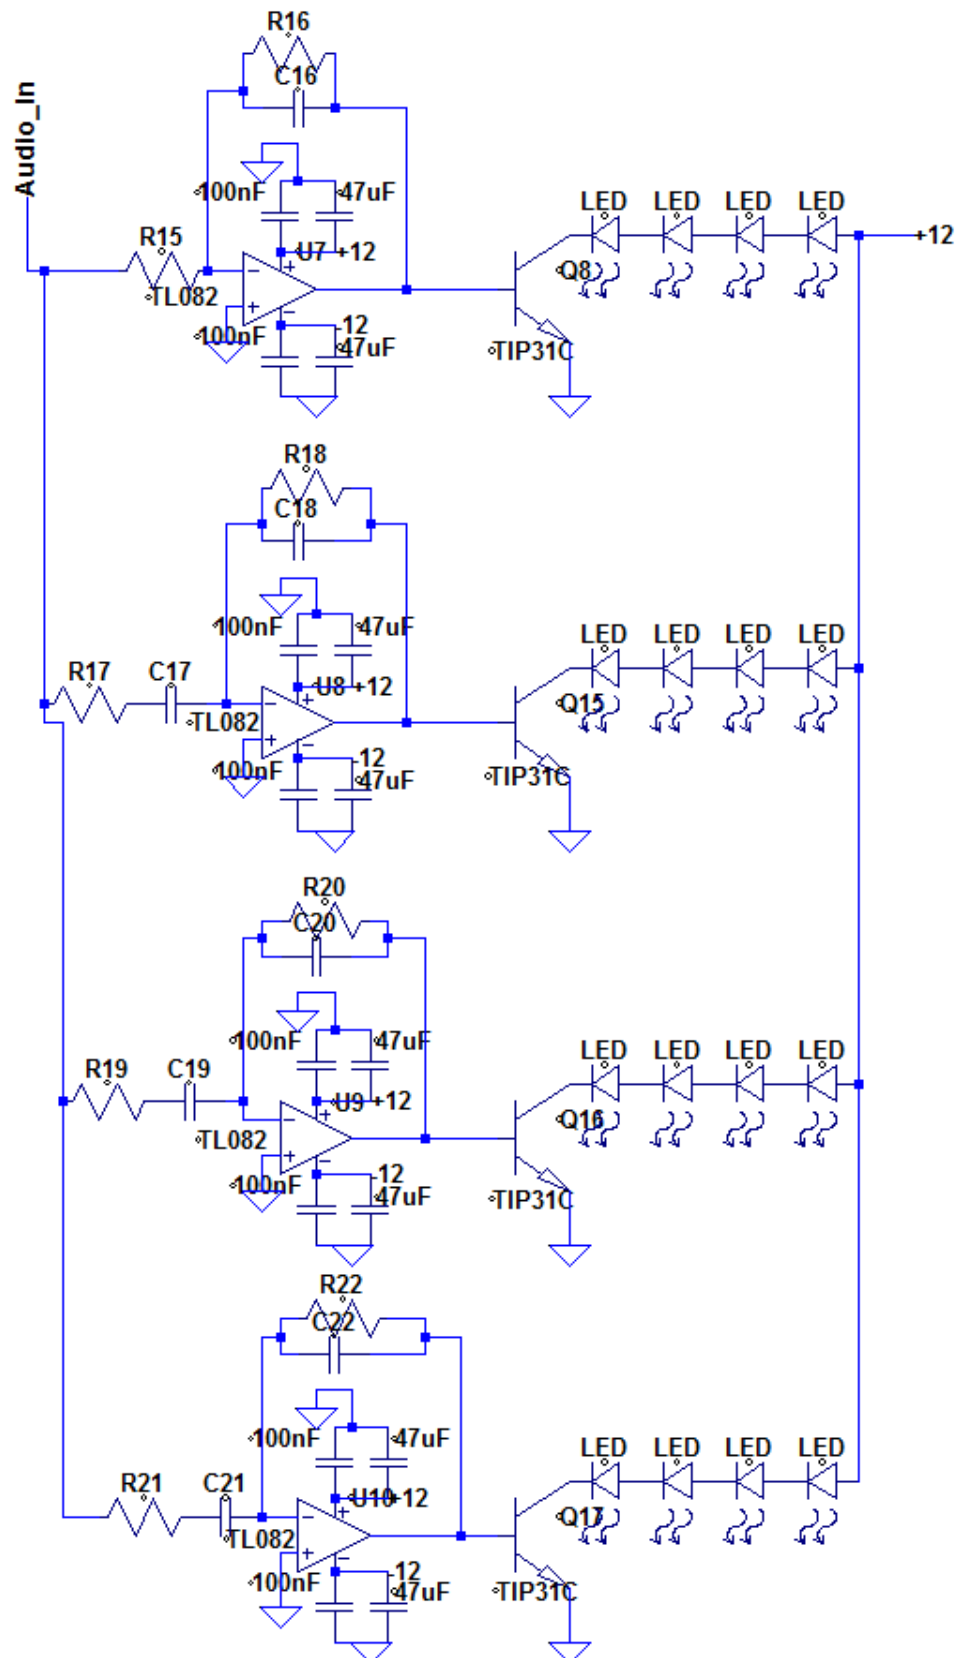 R16
C16
Audio_In
100nF
47uF
LED LED LED LED
R15
U7
+12
+12
Q8
TL082
-12
100nF
47uF
TIP31C
R18
C18
100nF
47uF
LED LED LED LED
R17
C17
U8
+12
Q15
TL082
-12
100nF
47uF
TIP31C
R20
C20
100nF
47uF
LED LED LED LED
R19
C19
U9
+12
Q16
TL082
-12
100nF
47uF
TIP31C
R22
C22
100nF
47uF
LED LED LED LED
R21
C21
U10
+12
Q17
TL082
-12
100nF
47uF
TIP31C